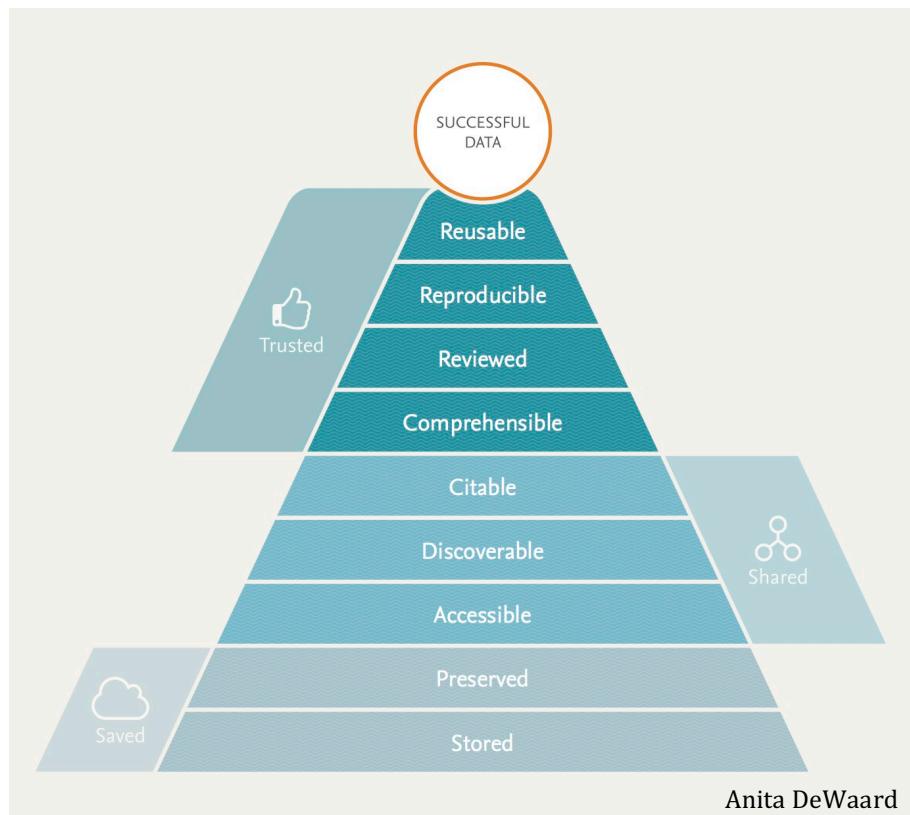 SUCCESSFUL
DATA
Reusable
Reproducible
Trusted
Reviewed
Comprehensible
Citable
Discoverable
Shared
Accessible
Preserved
Saved
Stored
Anita DeWaard